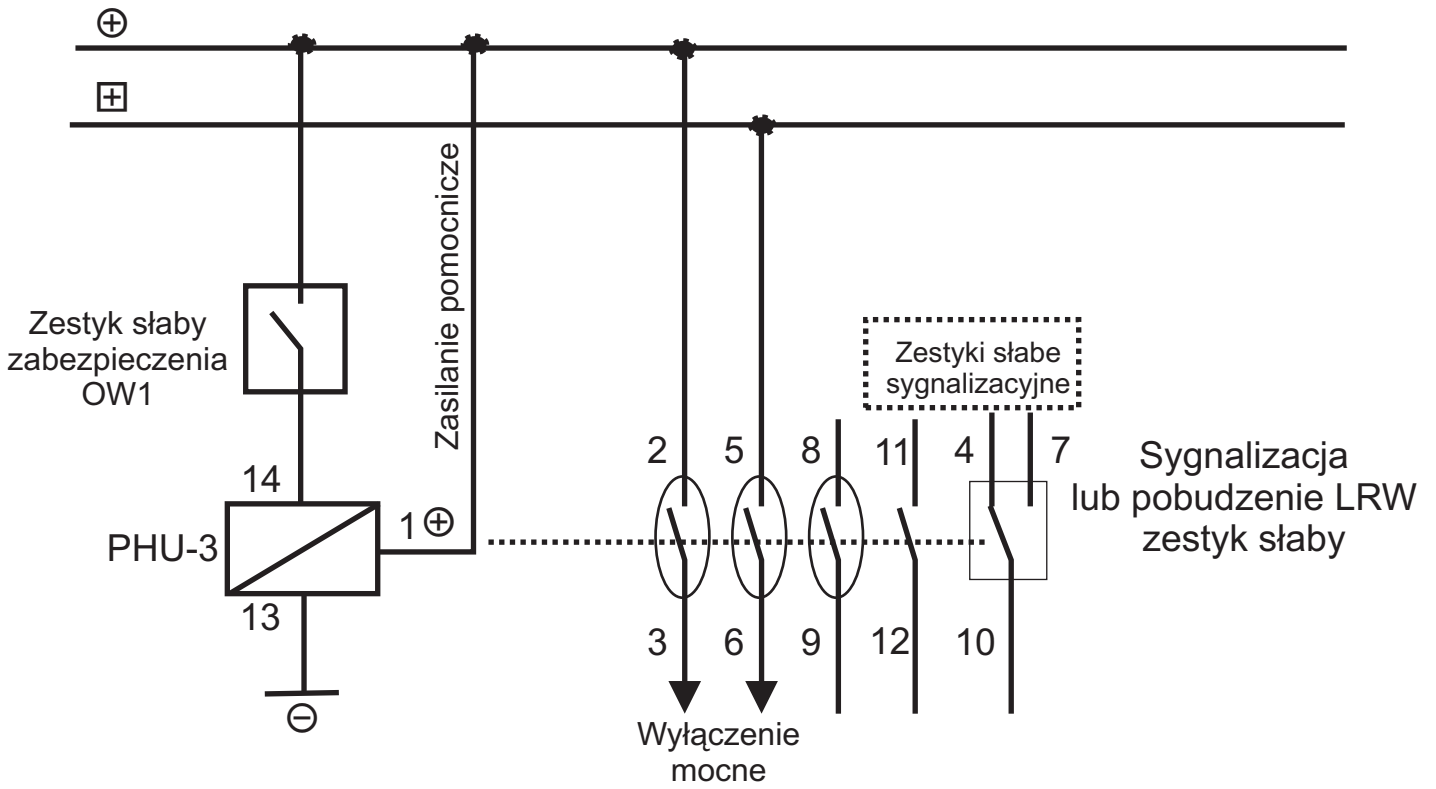 ⊕
⊞
Zasilanie pomocnicze
Zestyk słaby
zabezpieczenia
OW1
Zestyki słabe
sygnalizacyjne
14
PHU-3
1⊕
13
⊖
2
5
8
11
4
7
Sygnalizacja
lub pobudzenie LRW
zestyk słaby
3
6
9
12
10
Wyłączenie
mocne